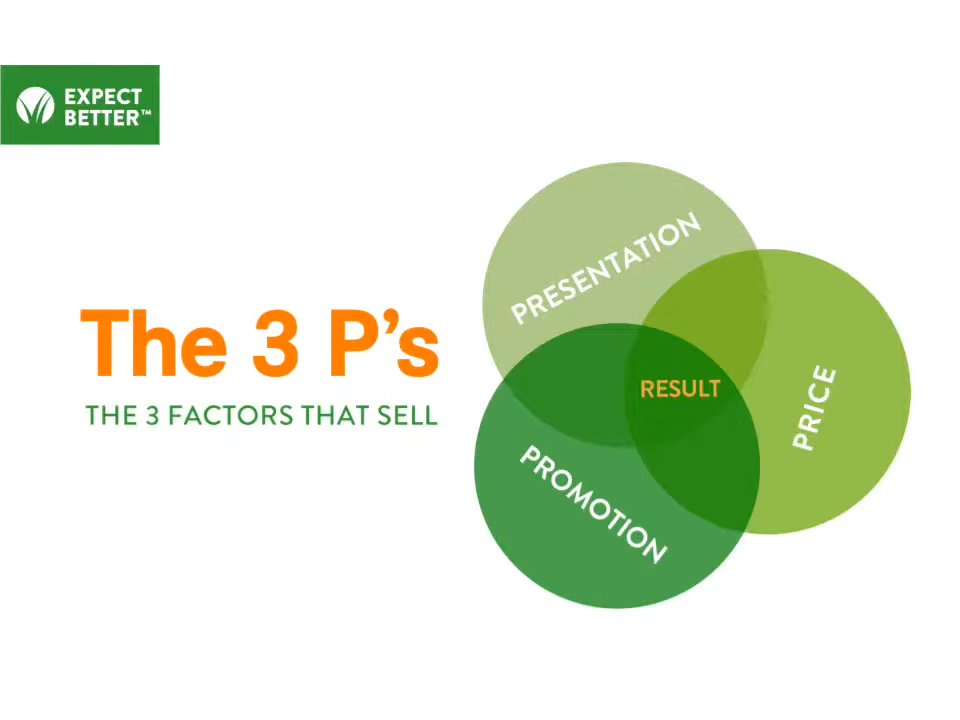 EXPECT
BETTER™
The 3 P's
THE 3 FACTORS THAT SELL
PRESENTATION
PRICE
RESULT
PROMOTION